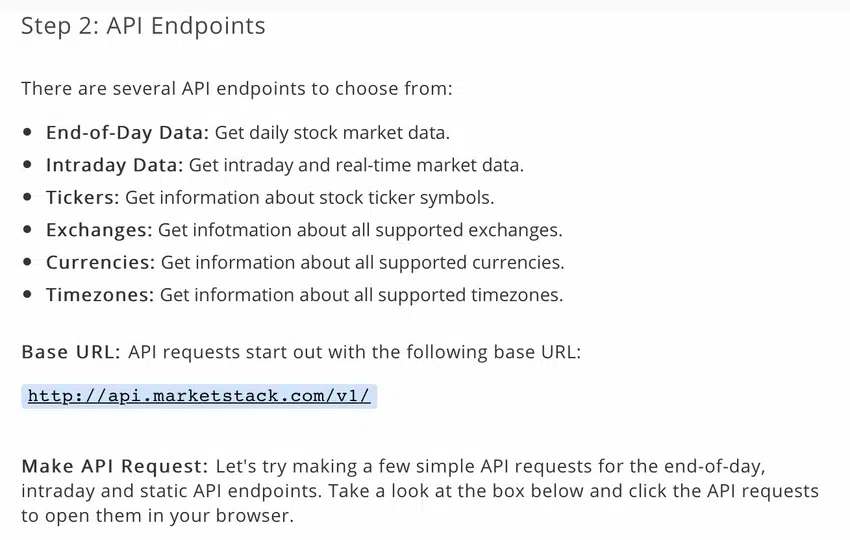 Step 2: API Endpoints
There are several API endpoints to choose from:
• End-of-Day Data: Get daily stock market data.
• Intraday Data: Get intraday and real-time market data.
• Tickers: Get information about stock ticker symbols.
• Exchanges: Get infotmation about all supported exchanges.
• Currencies: Get information about all supported currencies.
• Timezones: Get information about all supported timezones.
Base URL: API requests start out with the following base URL:
http://api.marketstack.com/v1/
Make API Request: Let's try making a few simple API requests for the end-of-day,
intraday and static API endpoints. Take a look at the box below and click the API requests
to open them in your browser.